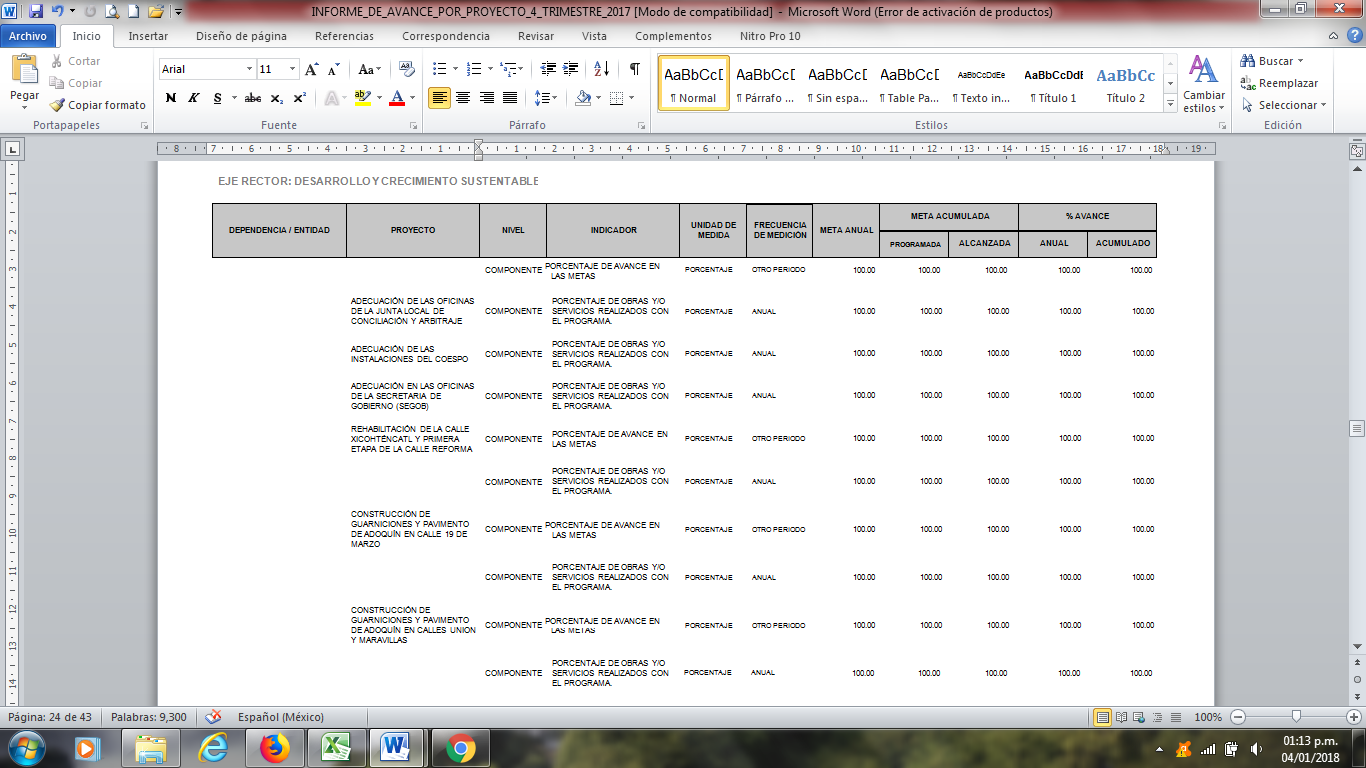 INFORME_DE_AVANCE_POR_PROYECTO_4_TRIMESTRE_2017 [Modo de compatibilidad] - Microsoft Word (Error de activación de productos)
Archivo Inicio Insertar Diseño de página Referencias Correspondencia Revisar Vista Complementos Nitro Pro 10
Pegar
Cortar
Copiar
Copiar formato
Portapapeles
Arial 11
Fuente
Párrafo
AaBbCcD AaBbCcD AaBbCcD AaBbCcD AaBbCcDdEe AaBbCcDdE AaBbCc
¶ Normal ¶ Párrafo ... ¶ Sin espa... ¶ Table Pa... ¶ Texto in... ¶ Título 1 Título 2
Estilos
Cambiar estilos
Buscar
Reemplazar
Seleccionar
Edición
EJE RECTOR: DESARROLLO Y CRECIMIENTO SUSTENTABLE
DEPENDENCIA / ENTIDAD PROYECTO NIVEL INDICADOR UNIDAD DE MEDIDA FRECUENCIA DE MEDICIÓN META ANUAL META ACUMULADA % AVANCE
PROGRAMADA ALCANZADA ANUAL ACUMULADO
COMPONENTE PORCENTAJE DE AVANCE EN LAS METAS PORCENTAJE OTRO PERIODO 100.00 100.00 100.00 100.00 100.00
ADECUACIÓN DE LAS OFICINAS DE LA JUNTA LOCAL DE CONCILIACIÓN Y ARBITRAJE COMPONENTE PORCENTAJE DE OBRAS Y/O SERVICIOS REALIZADOS CON EL PROGRAMA. PORCENTAJE ANUAL 100.00 100.00 100.00 100.00 100.00
ADECUACIÓN DE LAS INSTALACIONES DEL COESPO COMPONENTE PORCENTAJE DE OBRAS Y/O SERVICIOS REALIZADOS CON EL PROGRAMA. PORCENTAJE ANUAL 100.00 100.00 100.00 100.00 100.00
ADECUACIÓN EN LAS OFICINAS DE LA SECRETARIA DE GOBIERNO (SEGOB) COMPONENTE PORCENTAJE DE OBRAS Y/O SERVICIOS REALIZADOS CON EL PROGRAMA. PORCENTAJE ANUAL 100.00 100.00 100.00 100.00 100.00
REHABILITACIÓN DE LA CALLE XICOHTÉNCATL Y PRIMERA ETAPA DE LA CALLE REFORMA COMPONENTE PORCENTAJE DE AVANCE EN LAS METAS PORCENTAJE OTRO PERIODO 100.00 100.00 100.00 100.00 100.00
COMPONENTE PORCENTAJE DE OBRAS Y/O SERVICIOS REALIZADOS CON EL PROGRAMA. PORCENTAJE ANUAL 100.00 100.00 100.00 100.00 100.00
CONSTRUCCIÓN DE GUARNICIONES Y PAVIMENTO DE ADOQUÍN EN CALLE 19 DE MARZO COMPONENTE PORCENTAJE DE AVANCE EN LAS METAS PORCENTAJE OTRO PERIODO 100.00 100.00 100.00 100.00 100.00
COMPONENTE PORCENTAJE DE OBRAS Y/O SERVICIOS REALIZADOS CON EL PROGRAMA. PORCENTAJE ANUAL 100.00 100.00 100.00 100.00 100.00
CONSTRUCCIÓN DE GUARNICIONES Y PAVIMENTO DE ADOQUÍN EN CALLES UNION Y MARAVILLAS COMPONENTE PORCENTAJE DE AVANCE EN LAS METAS PORCENTAJE OTRO PERIODO 100.00 100.00 100.00 100.00 100.00
COMPONENTE PORCENTAJE DE OBRAS Y/O SERVICIOS REALIZADOS CON EL PROGRAMA. PORCENTAJE ANUAL 100.00 100.00 100.00 100.00 100.00
Página: 24 de 43 Palabras: 9,300 Español (México) 100%
01:13 p.m.
04/01/2018